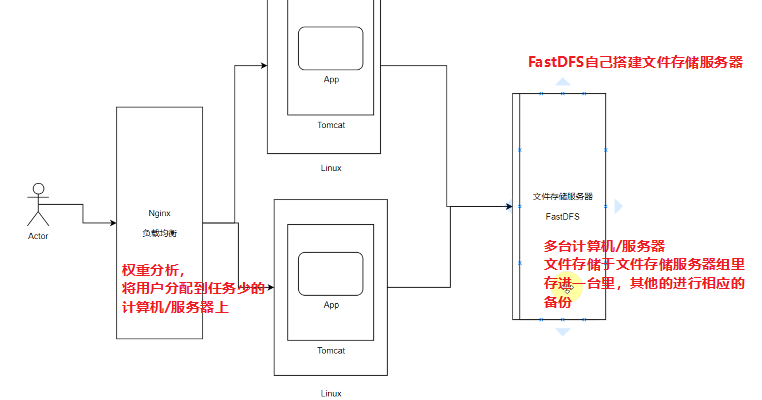 FastDFS自己搭建文件存储服务器
App
Tomcat
Linux
Actor
Nginx
负载均衡
权重分析，
将用户分配到任务少的
计算机/服务器上
App
Tomcat
Linux
文件存储服务器
FastDFS
多台计算机/服务器
文件存储于文件存储服务器组里
存进一台里，其他的进行相应的
备份